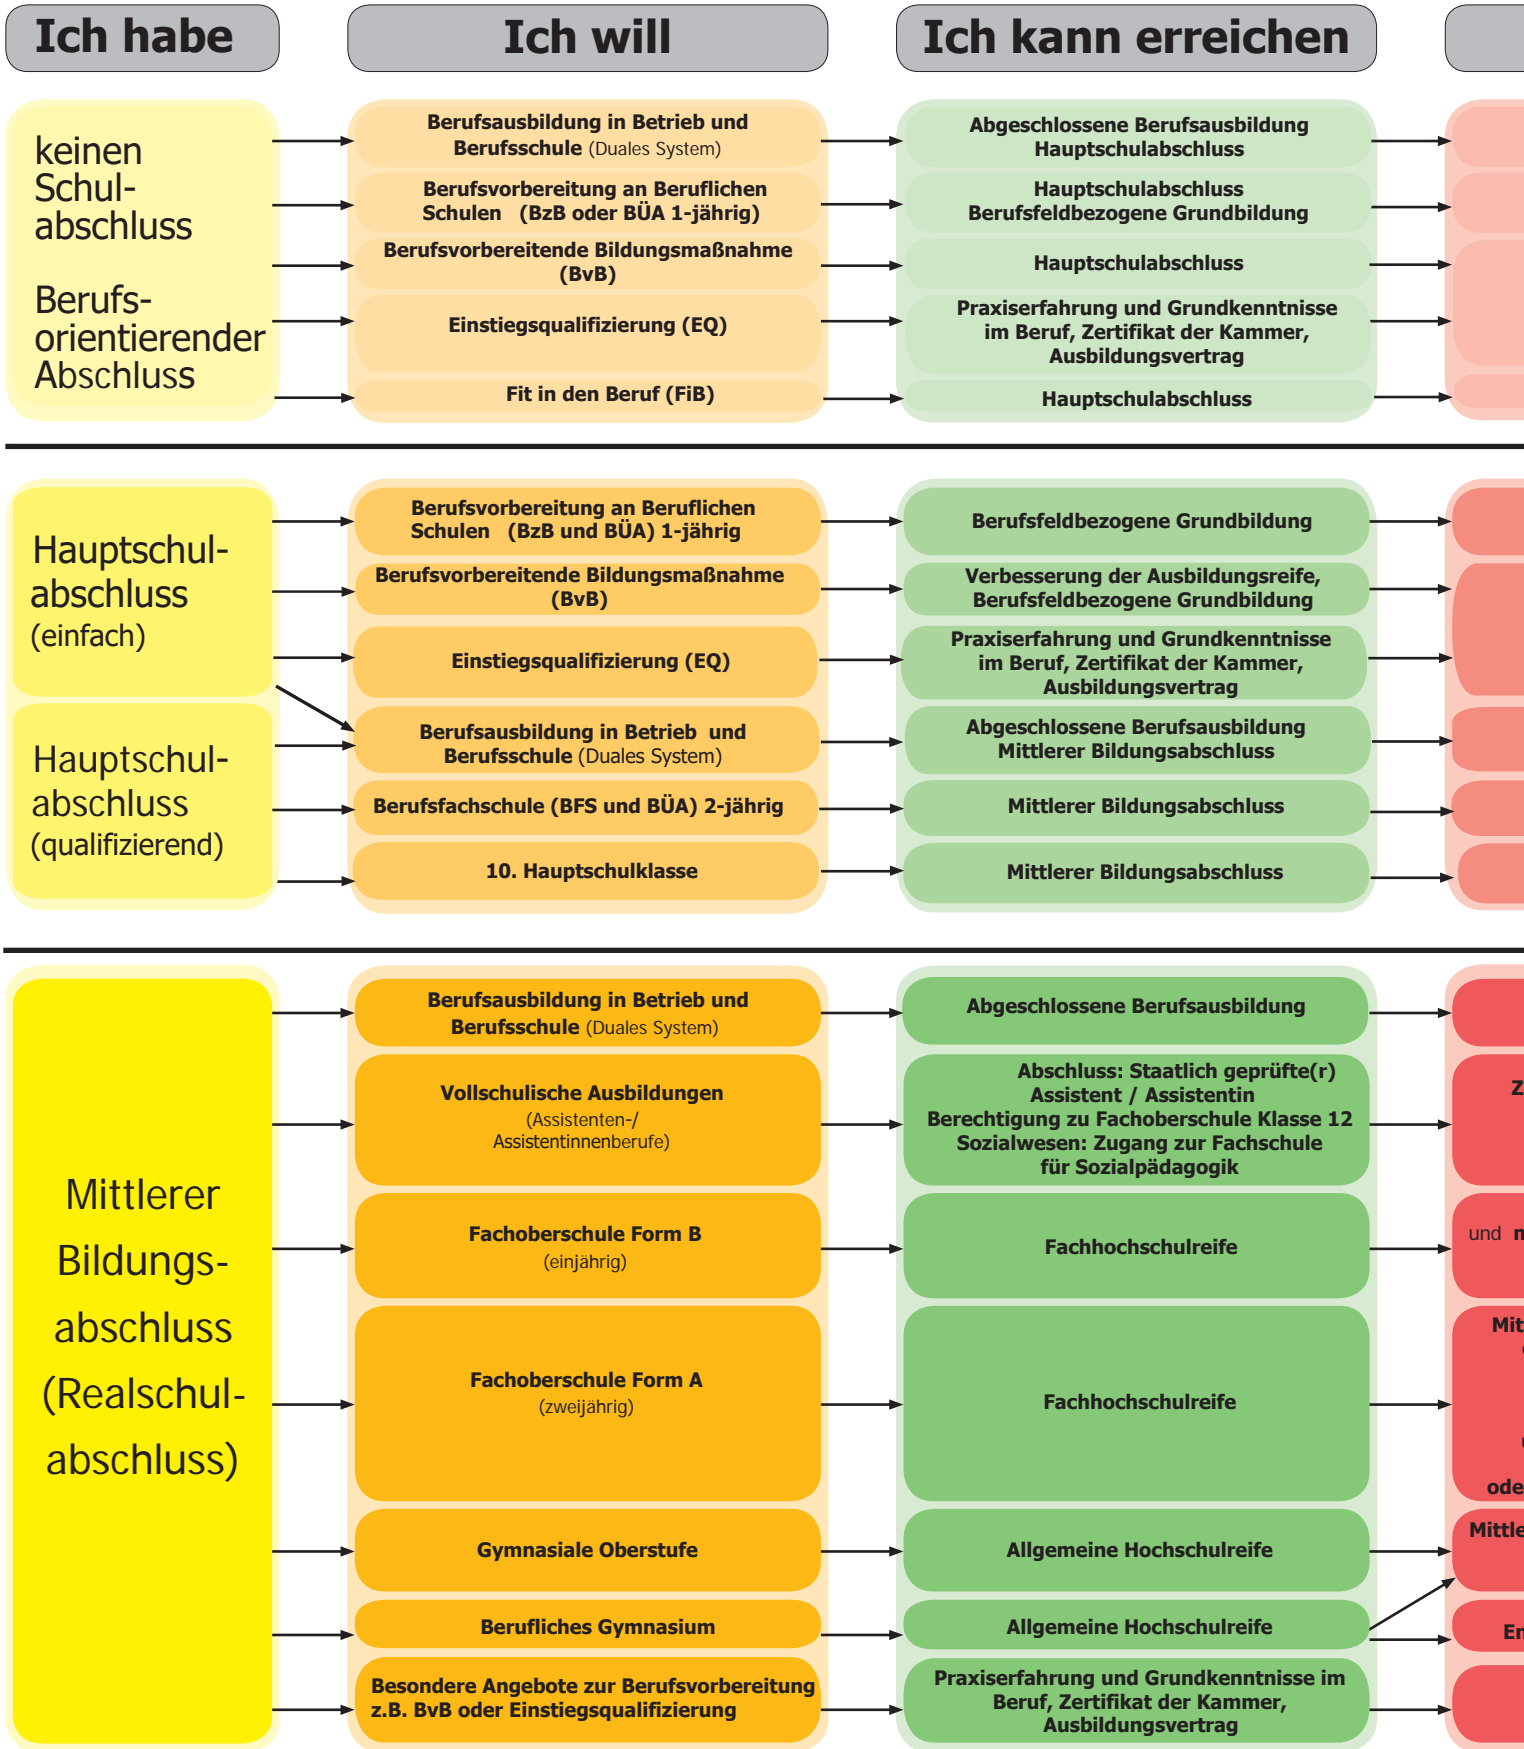 Ich habe
Ich will
Ich kann erreichen
keinen
Schul-
abschluss
Berufs-
orientierender
Abschluss
Berufsausbildung in Betrieb und
Berufsschule (Duales System)
Abgeschlossene Berufsausbildung
Hauptschulabschluss
Berufsvorbereitung an Beruflichen
Schulen (BzB oder BÜA 1-jährig)
Hauptschulabschluss
Berufsfeldbezogene Grundbildung
Berufsvorbereitende Bildungsmaßnahme
(BvB)
Hauptschulabschluss
Einstiegsqualifizierung (EQ)
Praxiserfahrung und Grundkenntnisse
im Beruf, Zertifikat der Kammer,
Ausbildungsvertrag
Fit in den Beruf (FiB)
Hauptschulabschluss
Hauptschul-
abschluss
(einfach)
Hauptschul-
abschluss
(qualifizierend)
Berufsvorbereitung an Beruflichen
Schulen (BzB und BÜA) 1-jährig
Berufsfeldbezogene Grundbildung
Berufsvorbereitende Bildungsmaßnahme
(BvB)
Verbesserung der Ausbildungsreife,
Berufsfeldbezogene Grundbildung
Einstiegsqualifizierung (EQ)
Praxiserfahrung und Grundkenntnisse
im Beruf, Zertifikat der Kammer,
Ausbildungsvertrag
Berufsausbildung in Betrieb und
Berufsschule (Duales System)
Abgeschlossene Berufsausbildung
Mittlerer Bildungsabschluss
Berufsfachschule (BFS und BÜA) 2-jährig
Mittlerer Bildungsabschluss
10. Hauptschulklasse
Mittlerer Bildungsabschluss
Mittlerer
Bildungs-
abschluss
(Realschul-
abschluss)
Berufsausbildung in Betrieb und
Berufsschule (Duales System)
Abgeschlossene Berufsausbildung
Vollschulische Ausbildungen
(Assistenten-/
Assistentinnenberufe)
Abschluss: Staatlich geprüfte(r)
Assistent / Assistentin
Berechtigung zu Fachoberschule Klasse 12
Sozialwesen: Zugang zur Fachschule
für Sozialpädagogik
Fachoberschule Form B
(einjährig)
Fachhochschulreife
und
Fachoberschule Form A
(zweijährig)
Fachhochschulreife
Gymnasiale Oberstufe
Allgemeine Hochschulreife
Berufliches Gymnasium
Allgemeine Hochschulreife
Besondere Angebote zur Berufsvorbereitung
z.B. BvB oder Einstiegsqualifizierung
Praxiserfahrung und Grundkenntnisse im
Beruf, Zertifikat der Kammer,
Ausbildungsvertrag